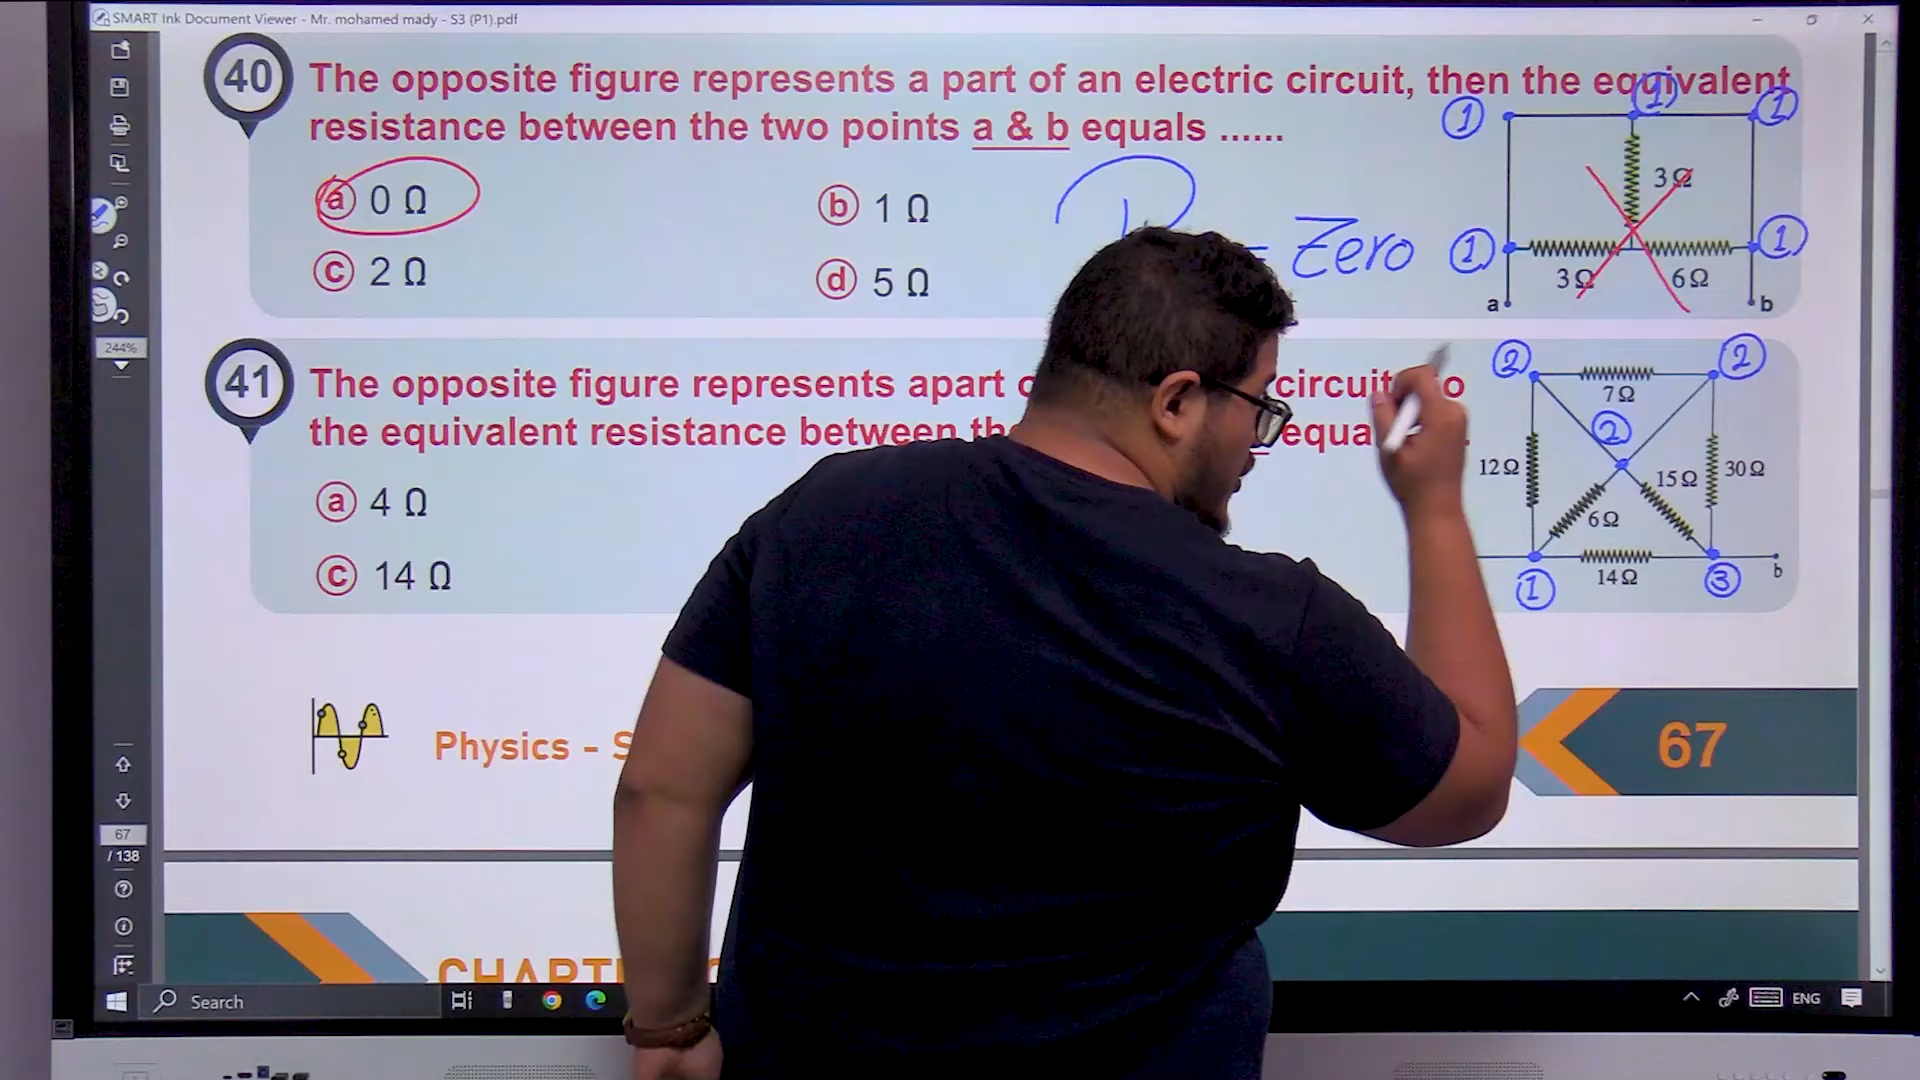 SMART Ink Document Viewer - Mr. mohamed mady - S3 (P1).pdf
40
The opposite figure represents a part of an electric circuit, then the equivalent
resistance between the two points a & b equals ......
a 0 Ω
b 1 Ω
c 2 Ω
d 5 Ω
= Zero
1
1
1
3Ω
1
3Ω
6Ω
1
a
b
41
The opposite figure represents apart circuit
the equivalent resistance between
a 4 Ω
c 14 Ω
2
7Ω
2
2
12Ω
15Ω
30Ω
6Ω
14Ω
b
1
3
Physics -
67
244%
67
/ 138
Search
ENG